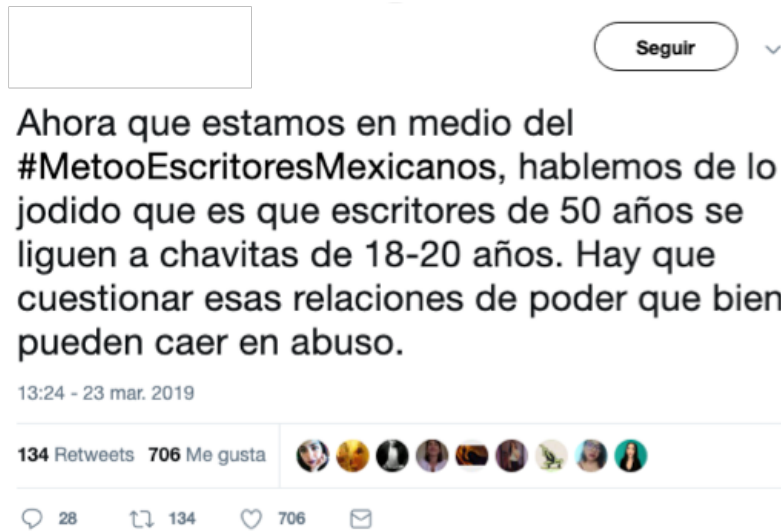 Seguir
Ahora que estamos en medio del
#MetooEscritoresMexicanos, hablemos de lo
jodido que es que escritores de 50 años se
liguen a chavitas de 18-20 años. Hay que
cuestionar esas relaciones de poder que bien
pueden caer en abuso.
13:24 - 23 mar. 2019
134 Retweets 706 Me gusta
28 134 706